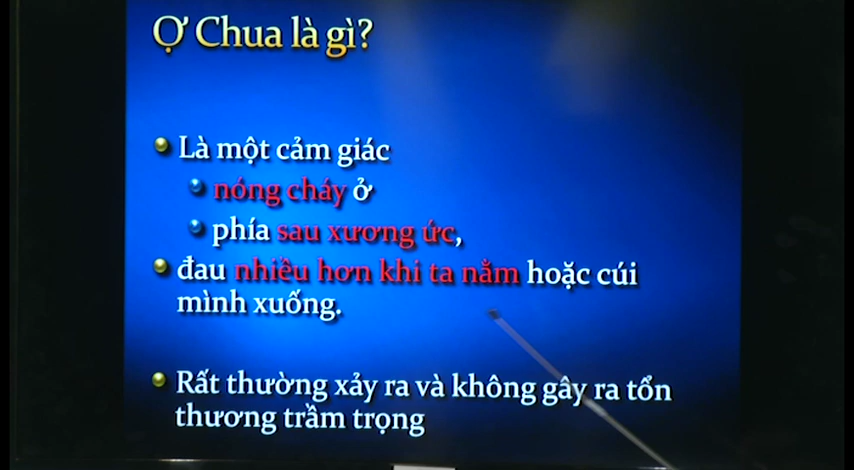 Ợ Chua là gì?
Là một cảm giác
nóng cháy ở
phía sau xương ức,
đau nhiều hơn khi ta nằm hoặc cúi
mình xuống.
Rất thường xảy ra và không gây ra tổn
thương trầm trọng